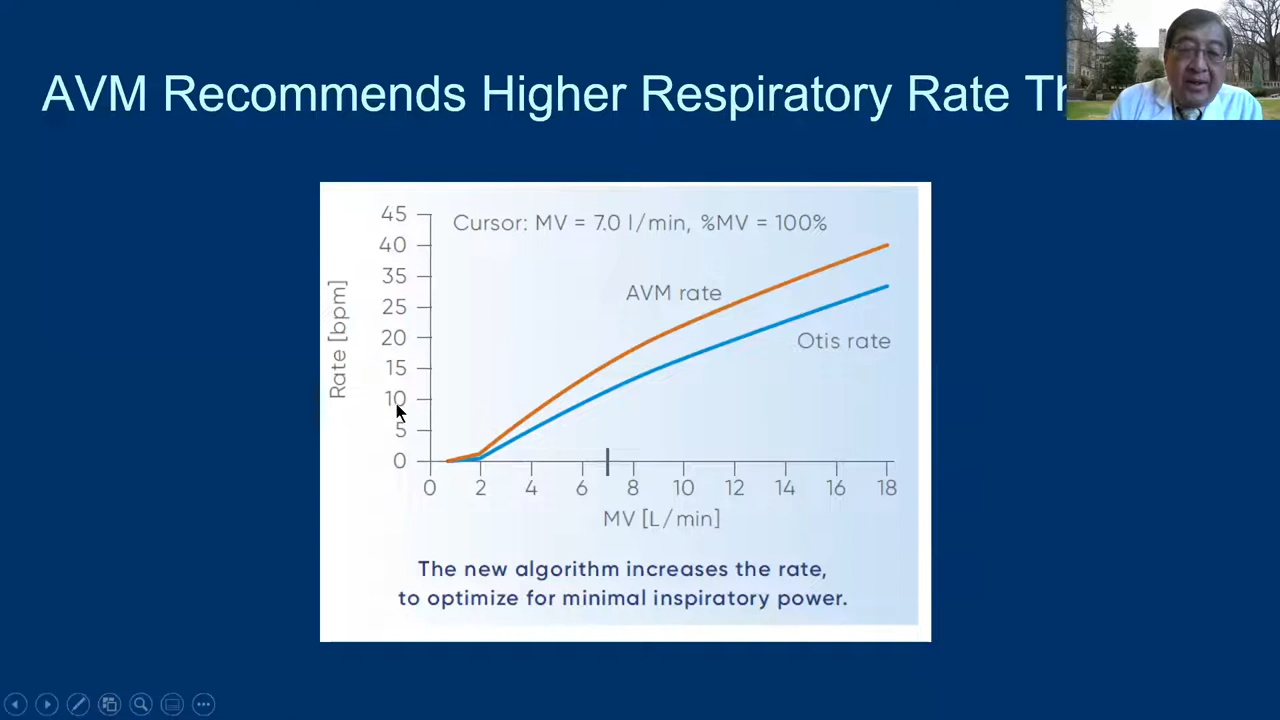 AVM Recommends Higher Respiratory Rate
Cursor: MV = 7.0 l/min, %MV = 100%
45
40
35
30
25
20
15
10
5
0
Rate [bpm]
AVM rate
Otis rate
0 2 4 6 8 10 12 14 16 18
MV [L/min]
The new algorithm increases the rate,
to optimize for minimal inspiratory power.